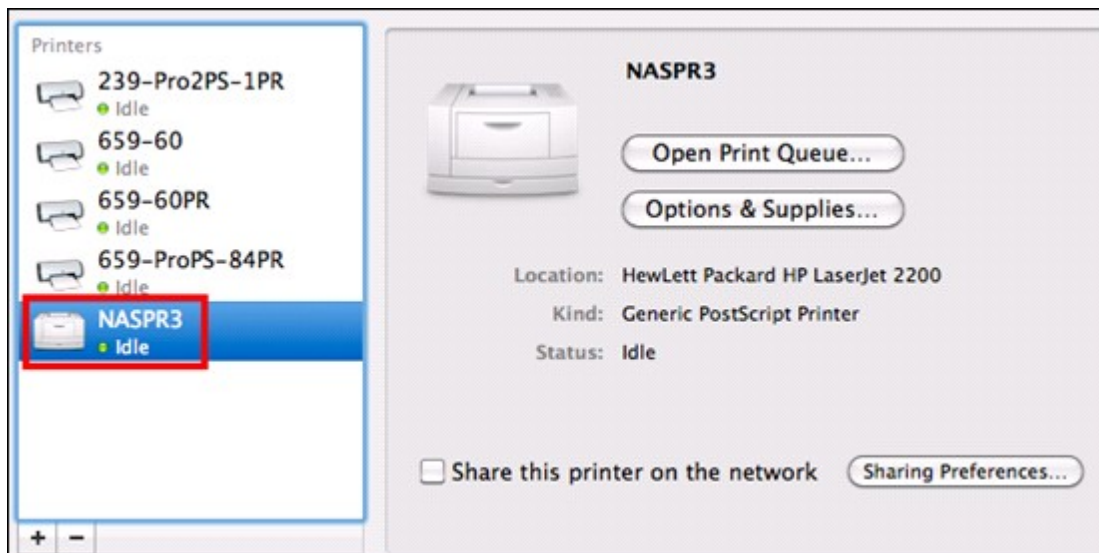 Printers
239-Pro2PS-1PR
Idle
659-60
Idle
659-60PR
Idle
659-ProPS-84PR
Idle
NASPR3
Idle
+ −
NASPR3
Open Print Queue...
Options & Supplies...
Location: HewLett Packard HP LaserJet 2200
Kind: Generic PostScript Printer
Status: Idle
Share this printer on the network
Sharing Preferences...